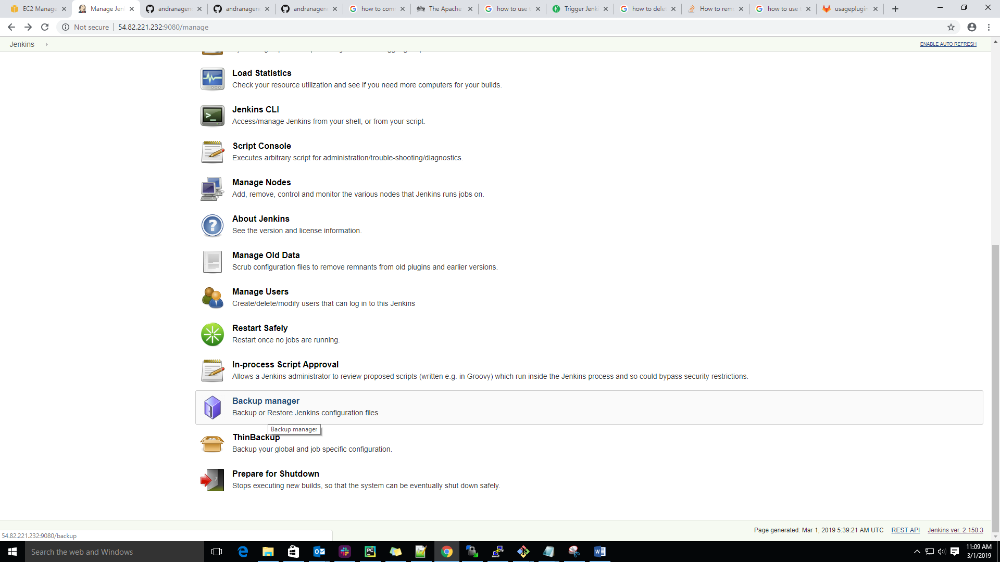 EC2 Manage
Manage Jen
andranagen
andranagen
andranagen
how to com
The Apache
how to use t
Trigger Jenk
how to delet
How to rem
how to use t
usageplugin
Not secure
54.82.221.232:9080/manage
Jenkins
ENABLE AUTO REFRESH
Load Statistics
Check your resource utilization and see if you need more computers for your builds.
Jenkins CLI
Access/manage Jenkins from your shell, or from your script.
Script Console
Executes arbitrary script for administration/trouble-shooting/diagnostics.
Manage Nodes
Add, remove, control and monitor the various nodes that Jenkins runs jobs on.
About Jenkins
See the version and license information.
Manage Old Data
Scrub configuration files to remove remnants from old plugins and earlier versions.
Manage Users
Create/delete/modify users that can log in to this Jenkins
Restart Safely
Restart once no jobs are running.
In-process Script Approval
Allows a Jenkins administrator to review proposed scripts (written e.g. in Groovy) which run inside the Jenkins process and so could bypass security restrictions.
Backup manager
Backup or Restore Jenkins configuration files
Backup manager
ThinBackup
Backup your global and job specific configuration.
Prepare for Shutdown
Stops executing new builds, so that the system can be eventually shut down safely.
Page generated: Mar 1, 2019 5:39:21 AM UTC REST API Jenkins ver. 2.150.3
54.82.221.232:9080/backup
Search the web and Windows
11:09 AM
3/1/2019